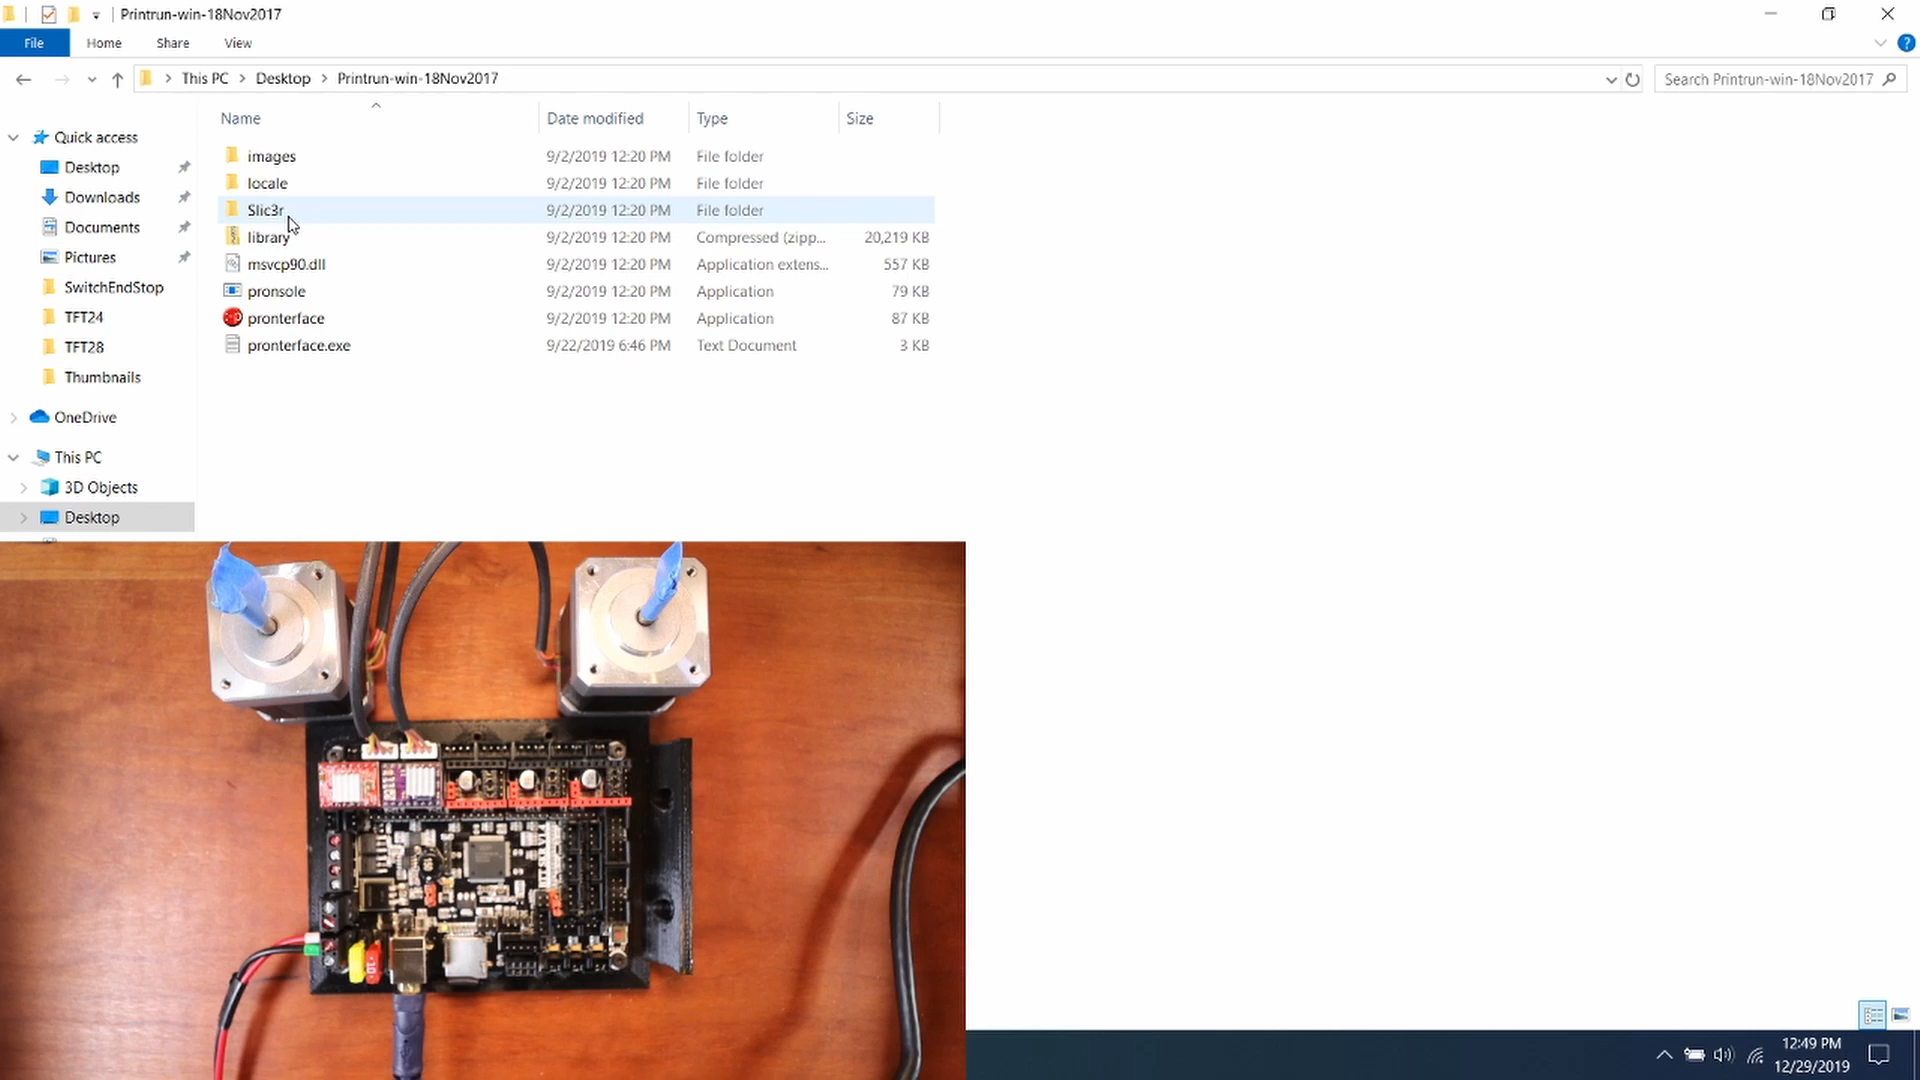 Printrun-win-18Nov2017
File Home Share View
This PC Desktop Printrun-win-18Nov2017
Search Printrun-win-18Nov2017
Name Date modified Type Size
Quick access
Desktop
Downloads
Documents
Pictures
SwitchEndStop
TFT24
TFT28
Thumbnails
OneDrive
This PC
3D Objects
Desktop
images 9/2/2019 12:20 PM File folder
locale 9/2/2019 12:20 PM File folder
Slic3r 9/2/2019 12:20 PM File folder
library 9/2/2019 12:20 PM Compressed (zipp... 20,219 KB
msvcp90.dll 9/2/2019 12:20 PM Application extens... 557 KB
pronsole 9/2/2019 12:20 PM Application 79 KB
pronterface 9/2/2019 12:20 PM Application 87 KB
pronterface.exe 9/22/2019 6:46 PM Text Document 3 KB
10
12:49 PM
12/29/2019